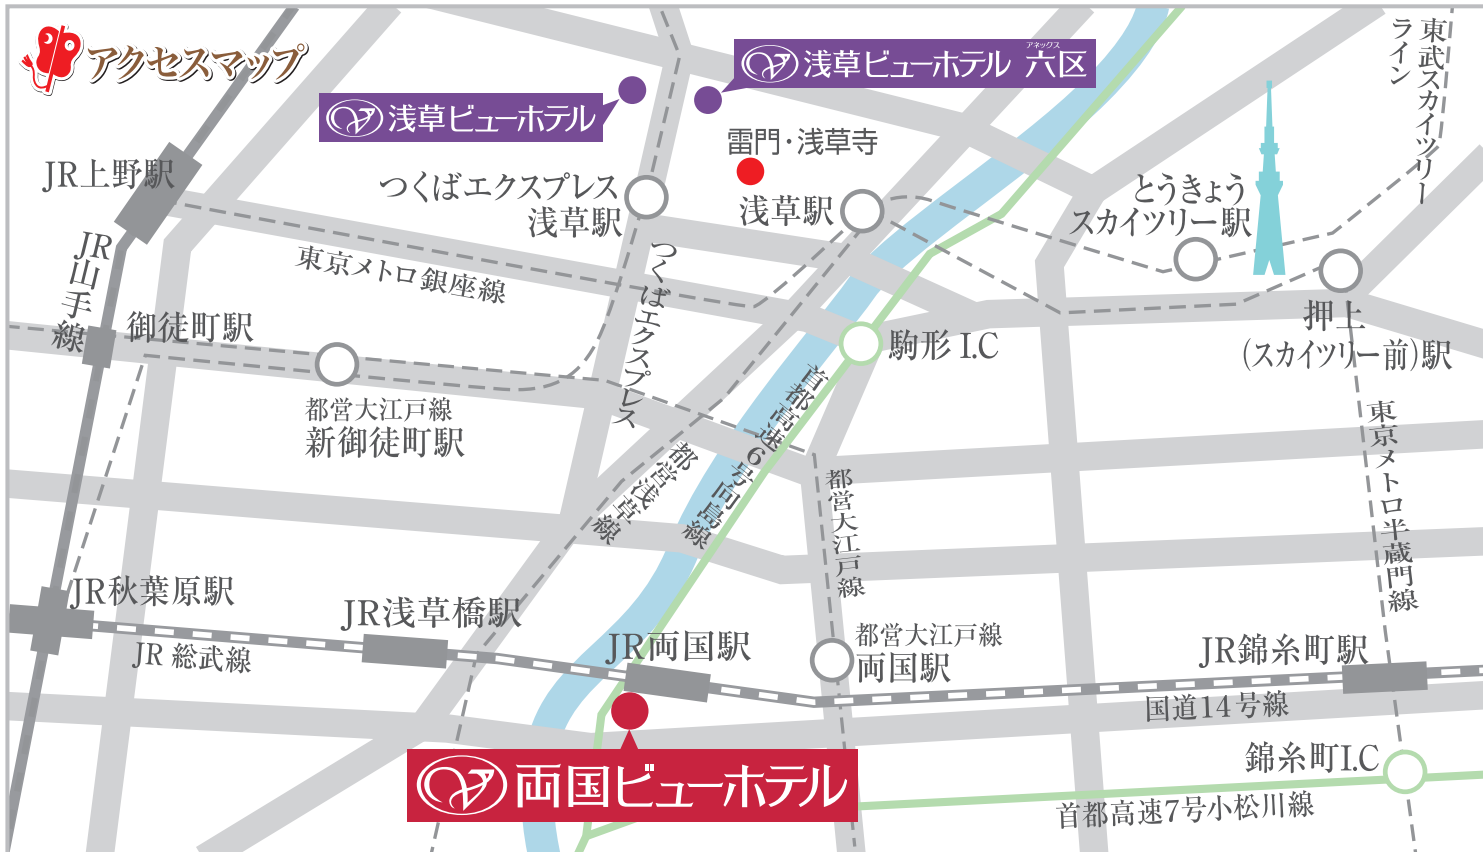 アクセスマップ
浅草ビューホテル
アネックス
浅草ビューホテル 六区
東武スカイツリー
ライン
雷門・浅草寺
JR上野駅
つくばエクスプレス
浅草駅
浅草駅
とうきょう
スカイツリー駅
JR山手線
東京メトロ銀座線
つくばエクスプレス
御徒町駅
駒形 I.C
押上
(スカイツリー前)駅
都営大江戸線
新御徒町駅
首都高速6号向島線
都営浅草線
都営大江戸線
東京メトロ半蔵門線
JR秋葉原駅
JR浅草橋駅
JR 総武線
JR両国駅
都営大江戸線
両国駅
JR錦糸町駅
国道14号線
両国ビューホテル
錦糸町I.C
首都高速7号小松川線